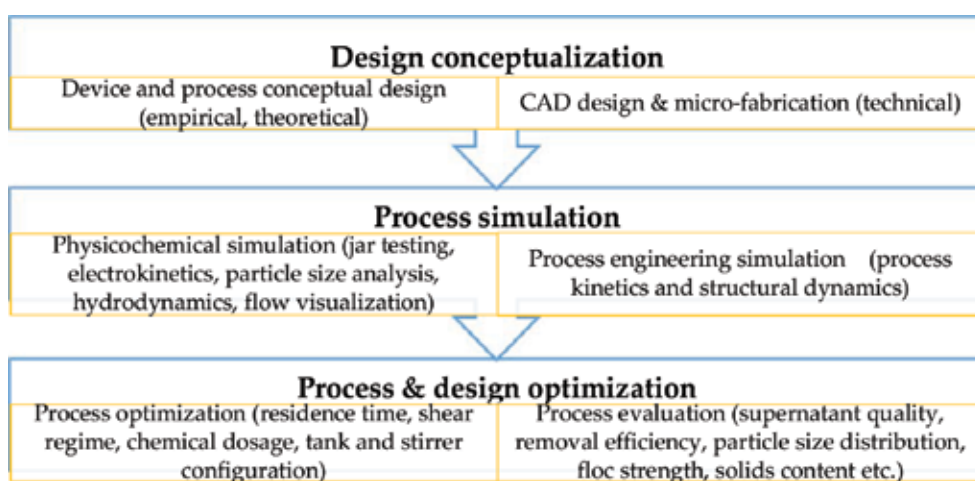 Design conceptualization
Device and process conceptual design
(empirical, theoretical)
CAD design & micro-fabrication (technical)
Process simulation
Physicochemical simulation (jar testing,
electrokinetics, particle size analysis,
hydrodynamics, flow visualization)
Process engineering simulation (process
kinetics and structural dynamics)
Process & design optimization
Process optimization (residence time, shear
regime, chemical dosage, tank and stirrer
configuration)
Process evaluation (supernatant quality,
removal efficiency, particle size distribution,
floc strength, solids content etc.)